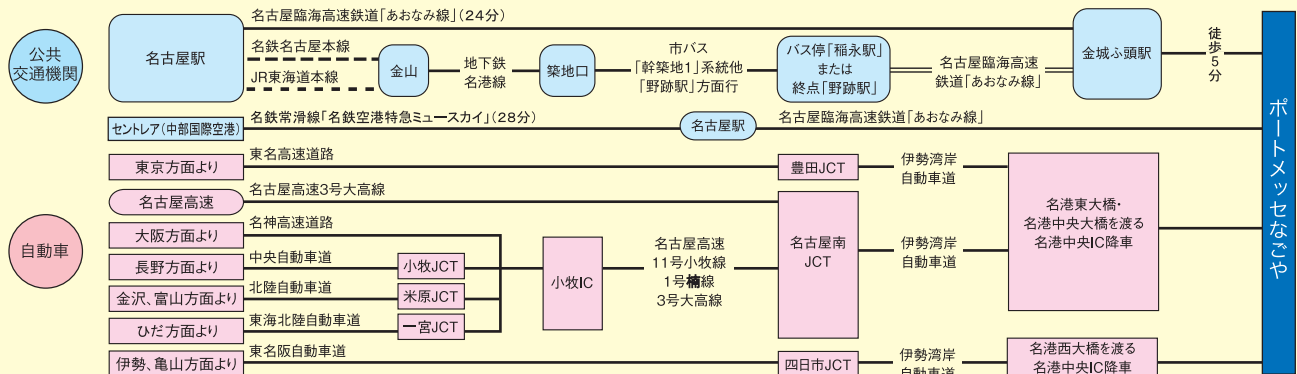 公共
交通機関
名古屋駅
名古屋臨海高速鉄道「あおなみ線」(24分)
名鉄名古屋本線
JR東海道本線
金山
地下鉄
名港線
築地口
市バス
「幹築地1」系統他
「野跡駅」方面行
バス停「稲永駅」
または
終点「野跡駅」
名古屋臨海高速
鉄道「あおなみ線」
金城ふ頭駅
徒歩5分
セントレア(中部国際空港)
名鉄常滑線「名鉄空港特急ミュースカイ」(28分)
名古屋駅
名古屋臨海高速鉄道「あおなみ線」
自動車
東京方面より
東名高速道路
豊田JCT
伊勢湾岸
自動車道
名古屋高速
名古屋高速3号大高線
大阪方面より
名神高速道路
長野方面より
中央自動車道
小牧JCT
金沢、富山方面より
北陸自動車道
米原JCT
ひだ方面より
東海北陸自動車道
一宮JCT
小牧IC
名古屋高速
11号小牧線
1号楠線
3号大高線
名古屋南
JCT
伊勢湾岸
自動車道
名港東大橋・
名港中央大橋を渡る
名港中央IC降車
伊勢、亀山方面より
東名阪自動車道
四日市JCT
伊勢湾岸
自動車道
名港西大橋を渡る
名港中央IC降車
ポートメッセなごや